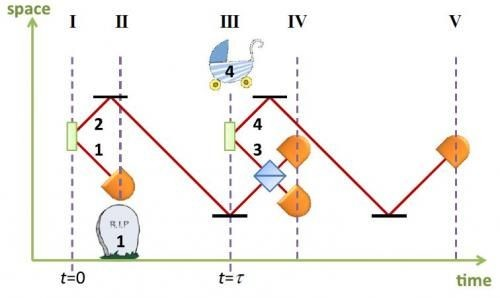 space
I II III IV V
4
2
1
4
3
R.I.P
1
t=0
t=τ
time